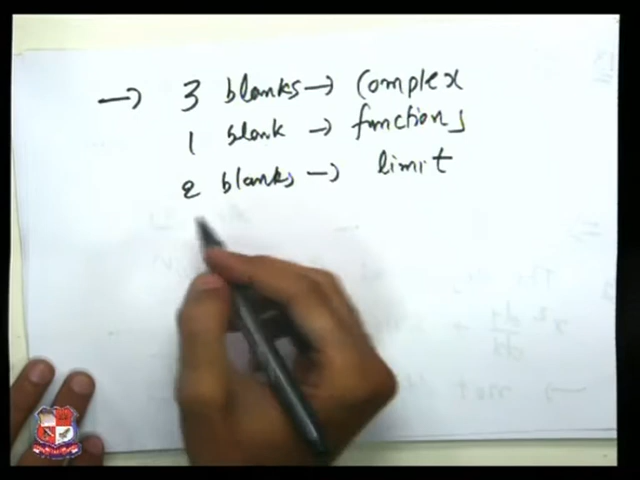 → 3 blanks → Complex
1 blank → functions
2 blanks → limit